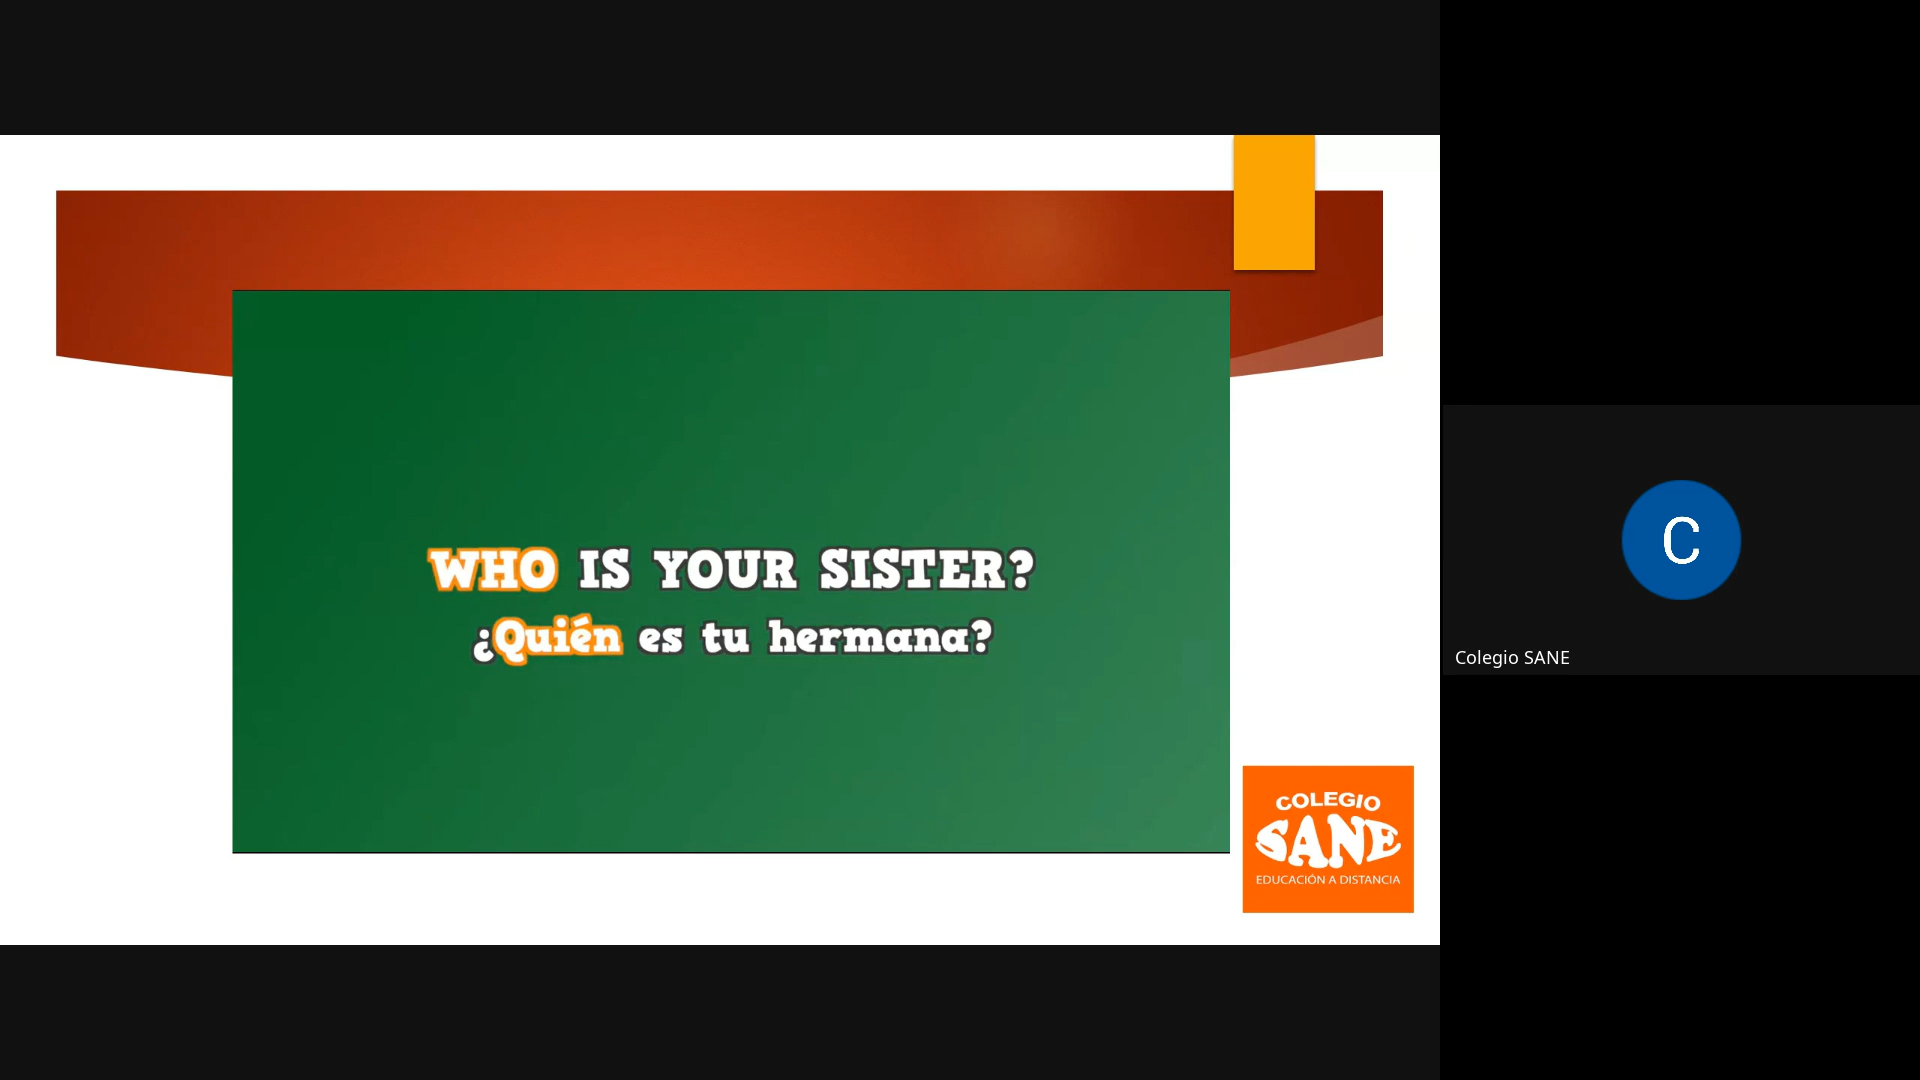 WHO IS YOUR SISTER?
¿Quién es tu hermana?
C
Colegio SANE
COLEGIO
SANE
EDUCACIÓN A DISTANCIA